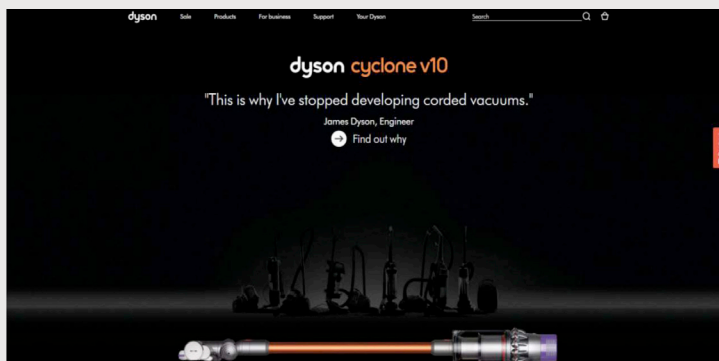 dyson Sale Products For business Support Your Dyson Search
dyson cyclone v10
"This is why I've stopped developing corded vacuums."
James Dyson, Engineer
Find out why